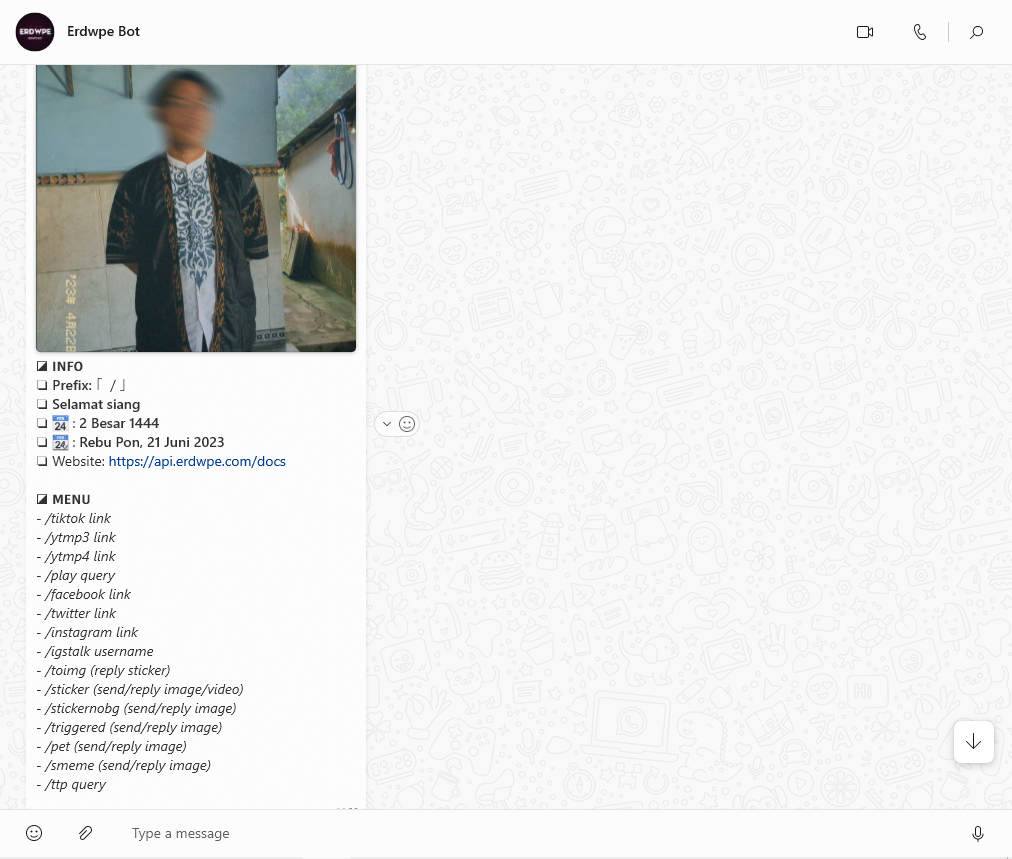 ERDWPE
Erdwpe Bot
'23年 4月22日
◪ INFO
❏ Prefix: 「 / 」
❏ Selamat siang
❏ 📅 : 2 Besar 1444
❏ 📆 : Rebu Pon, 21 Juni 2023
❏ Website: https://api.erdwpe.com/docs
◪ MENU
- /tiktok link
- /ytmp3 link
- /ytmp4 link
- /play query
- /facebook link
- /twitter link
- /instagram link
- /igstalk username
- /toimg (reply sticker)
- /sticker (send/reply image/video)
- /stickernobg (send/reply image)
- /triggered (send/reply image)
- /pet (send/reply image)
- /smeme (send/reply image)
- /ttp query
Type a message